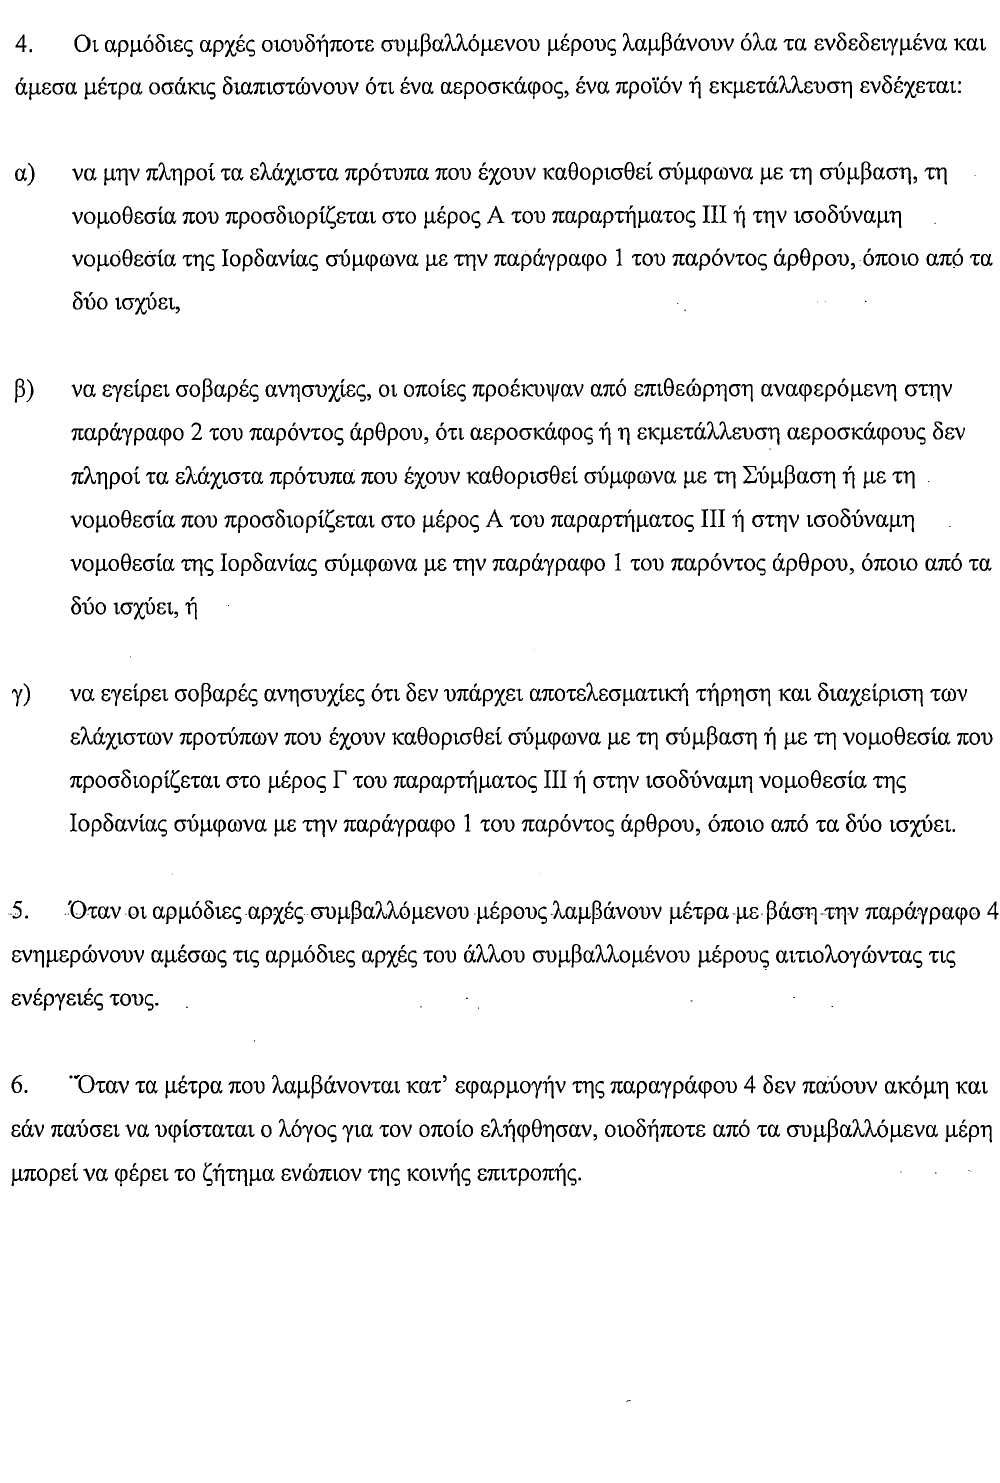 4. Οι αρμόδιες αρχές οιουδήποτε συμβαλλόμενου μέρους λαμβάνουν όλα τα ενδεδειγμένα και
άμεσα μέτρα οσάκις διαπιστώνουν ότι ένα αεροσκάφος, ένα προϊόν ή εκμετάλλευση ενδέχεται:
α) να μην πληροί τα ελάχιστα πρότυπα που έχουν καθορισθεί σύμφωνα με τη σύμβαση, τη
νομοθεσία που προσδιορίζεται στο μέρος Α του παραρτήματος ΙΙΙ ή την ισοδύναμη
νομοθεσία της Ιορδανίας σύμφωνα με την παράγραφο 1 του παρόντος άρθρου, όποιο από τα
δύο ισχύει,
β) να εγείρει σοβαρές ανησυχίες, οι οποίες προέκυψαν από επιθεώρηση αναφερόμενη στην
παράγραφο 2 του παρόντος άρθρου, ότι αεροσκάφος ή η εκμετάλλευση αεροσκάφους δεν
πληροί τα ελάχιστα πρότυπα που έχουν καθορισθεί σύμφωνα με τη Σύμβαση ή με τη
νομοθεσία που προσδιορίζεται στο μέρος Α του παραρτήματος ΙΙΙ ή στην ισοδύναμη
νομοθεσία της Ιορδανίας σύμφωνα με την παράγραφο 1 του παρόντος άρθρου, όποιο από τα
δύο ισχύει, ή
γ) να εγείρει σοβαρές ανησυχίες ότι δεν υπάρχει αποτελεσματική τήρηση και διαχείριση των
ελάχιστων προτύπων που έχουν καθορισθεί σύμφωνα με τη σύμβαση ή με τη νομοθεσία που
προσδιορίζεται στο μέρος Γ του παραρτήματος ΙΙΙ ή στην ισοδύναμη νομοθεσία της
Ιορδανίας σύμφωνα με την παράγραφο 1 του παρόντος άρθρου, όποιο από τα δύο ισχύει.
5. Όταν οι αρμόδιες αρχές συμβαλλόμενου μέρους λαμβάνουν μέτρα με βάση την παράγραφο 4
ενημερώνουν αμέσως τις αρμόδιες αρχές του άλλου συμβαλλομένου μέρους αιτιολογώντας τις
ενέργειές τους.
6. Όταν τα μέτρα που λαμβάνονται κατ’ εφαρμογήν της παραγράφου 4 δεν παύουν ακόμη και
εάν παύσει να υφίσταται ο λόγος για τον οποίο ελήφθησαν, οιοδήποτε από τα συμβαλλόμενα μέρη
μπορεί να φέρει το ζήτημα ενώπιον της κοινής επιτροπής.